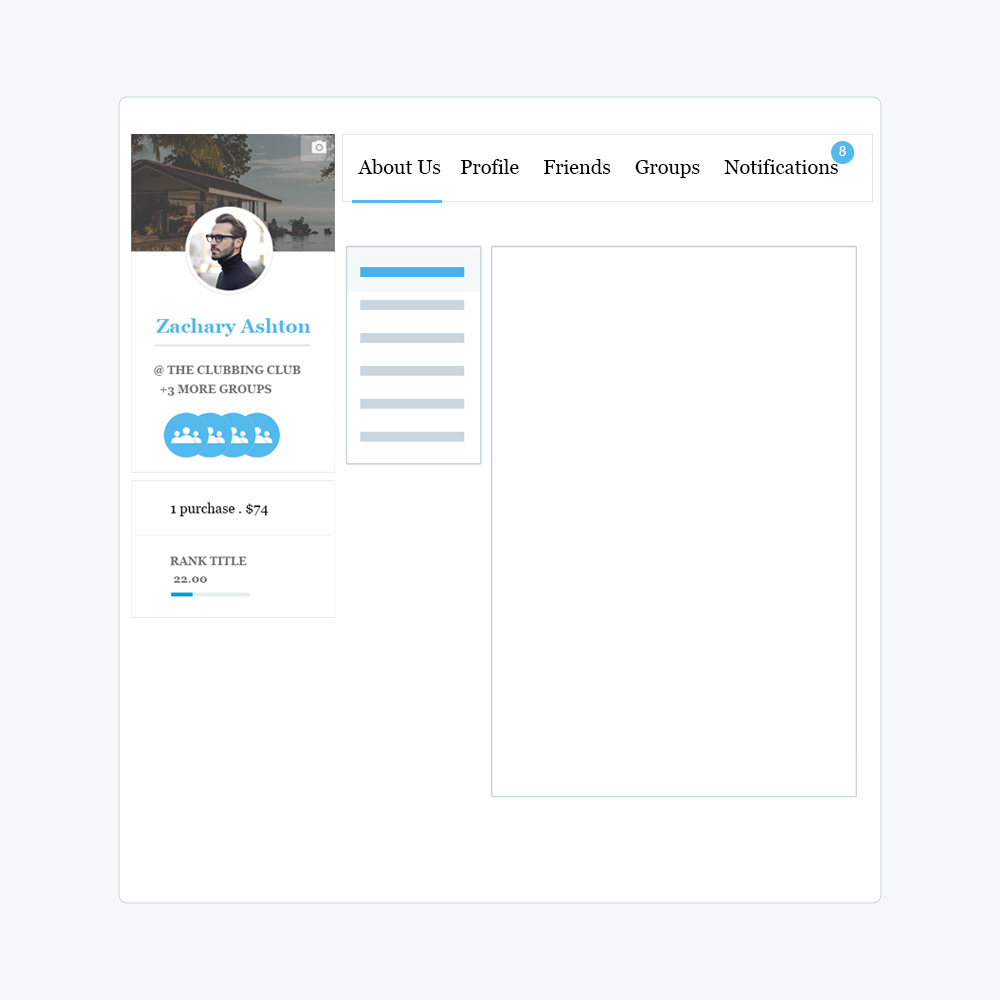 About Us Profile Friends Groups Notifications 8
Zachary Ashton
@ THE CLUBBING CLUB
+3 MORE GROUPS
1 purchase . $74
RANK TITLE
22.00